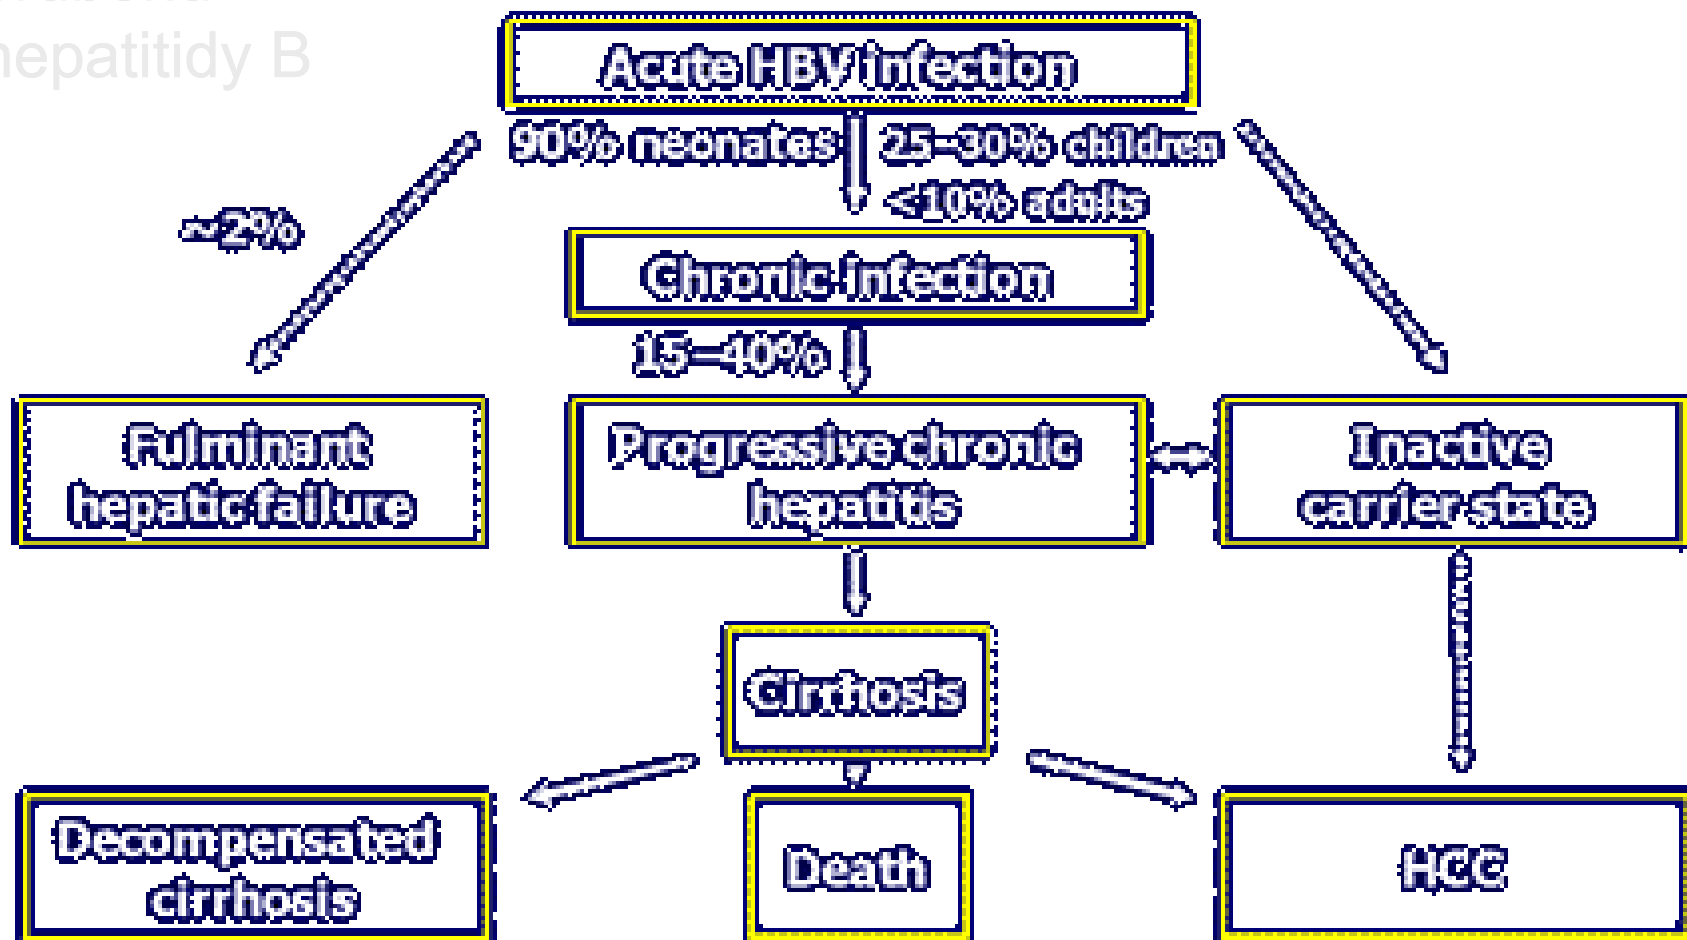 hepatitidy B
Acute HBV infection
90% neonates
25–30% children
<10% adults
~2%
Chronic infection
15–40%
Fulminant
hepatic failure
Progressive chronic
hepatitis
Inactive
carrier state
Cirrhosis
Decompensated
cirrhosis
Death
HCC